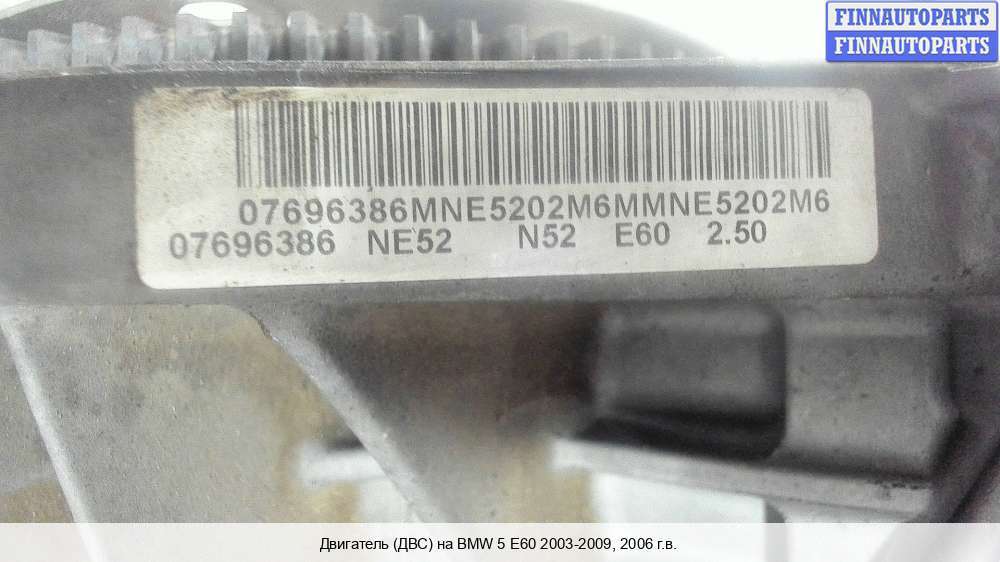 FINNAUTOPARTS
FINNAUTOPARTS
07696386MNE5202M6MMNE5202M6
07696386 NE52 N52 E60 2.50
Двигатель (ДВС) на BMW 5 E60 2003-2009, 2006 г.в.